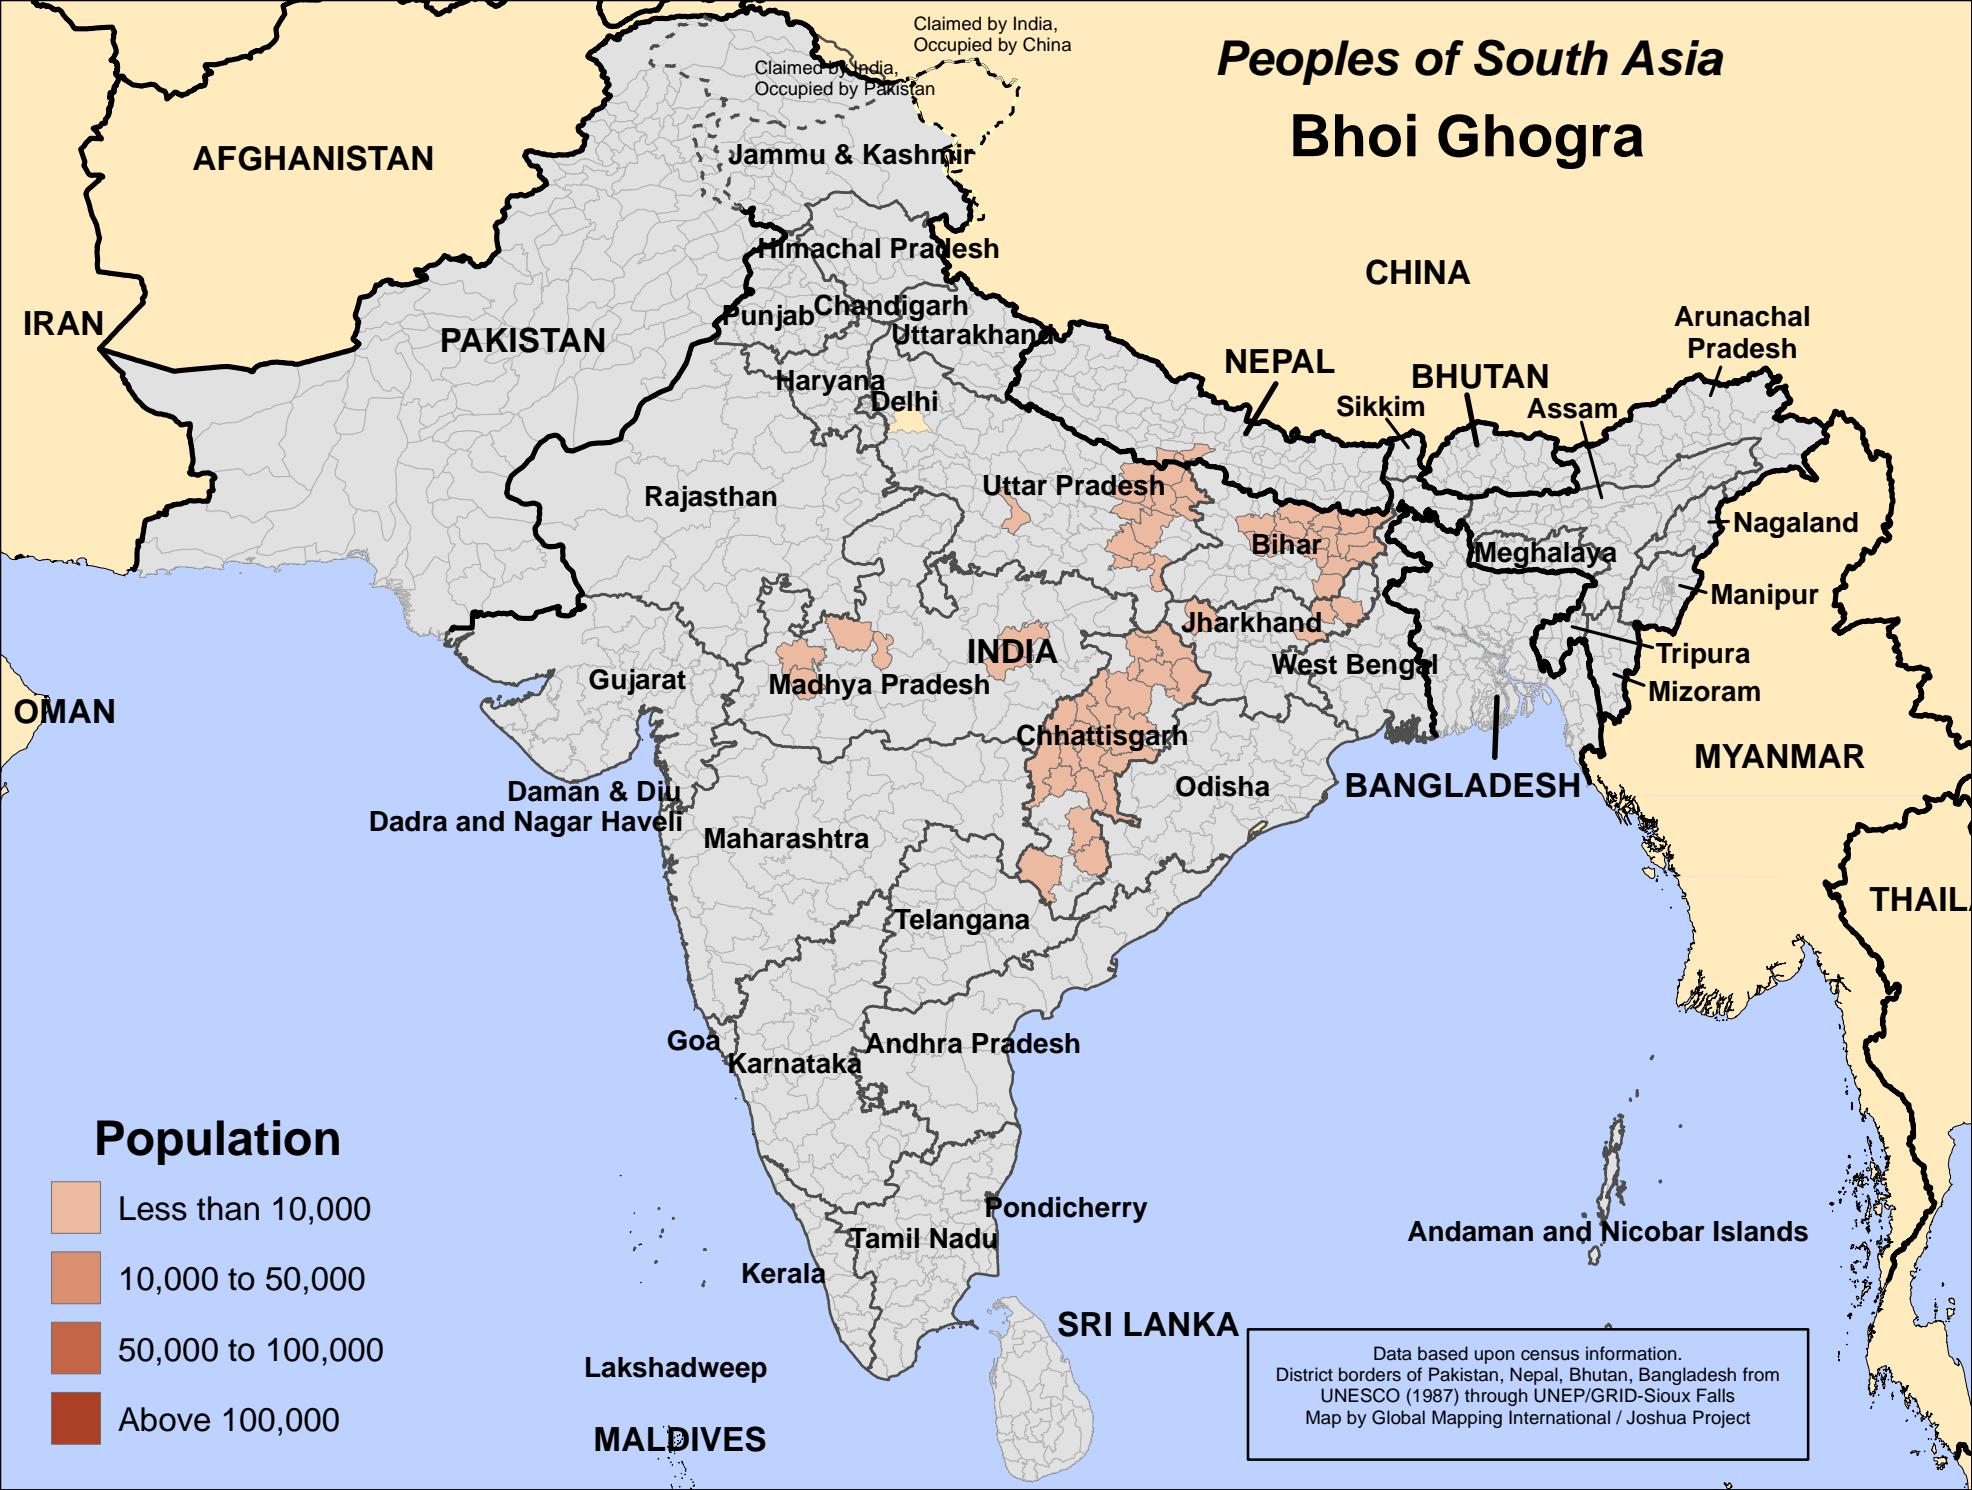 Claimed by India,
Occupied by China
Peoples of South Asia
Claimed by India,
Occupied by Pakistan
Bhoi Ghogra
AFGHANISTAN
Jammu & Kashmir
Himachal Pradesh
CHINA
IRAN
Punjab
Chandigarh
Arunachal
Pradesh
PAKISTAN
Uttarakhand
NEPAL
BHUTAN
Haryana
Delhi
Sikkim
Assam
Rajasthan
Uttar Pradesh
Nagaland
Bihar
Meghalaya
Manipur
Jharkhand
INDIA
Tripura
West Bengal
Gujarat
Madhya Pradesh
Mizoram
OMAN
Chhattisgarh
MYANMAR
Odisha
BANGLADESH
Daman & Diu
Dadra and Nagar Haveli
Maharashtra
THAILA
Telangana
Goa
Andhra Pradesh
Karnataka
Population
Less than 10,000
10,000 to 50,000
50,000 to 100,000
Above 100,000
Pondicherry
Tamil Nadu
Andaman and Nicobar Islands
Kerala
SRI LANKA
Lakshadweep
MALDIVES
Data based upon census information.
District borders of Pakistan, Nepal, Bhutan, Bangladesh from
UNESCO (1987) through UNEP/GRID-Sioux Falls
Map by Global Mapping International / Joshua Project